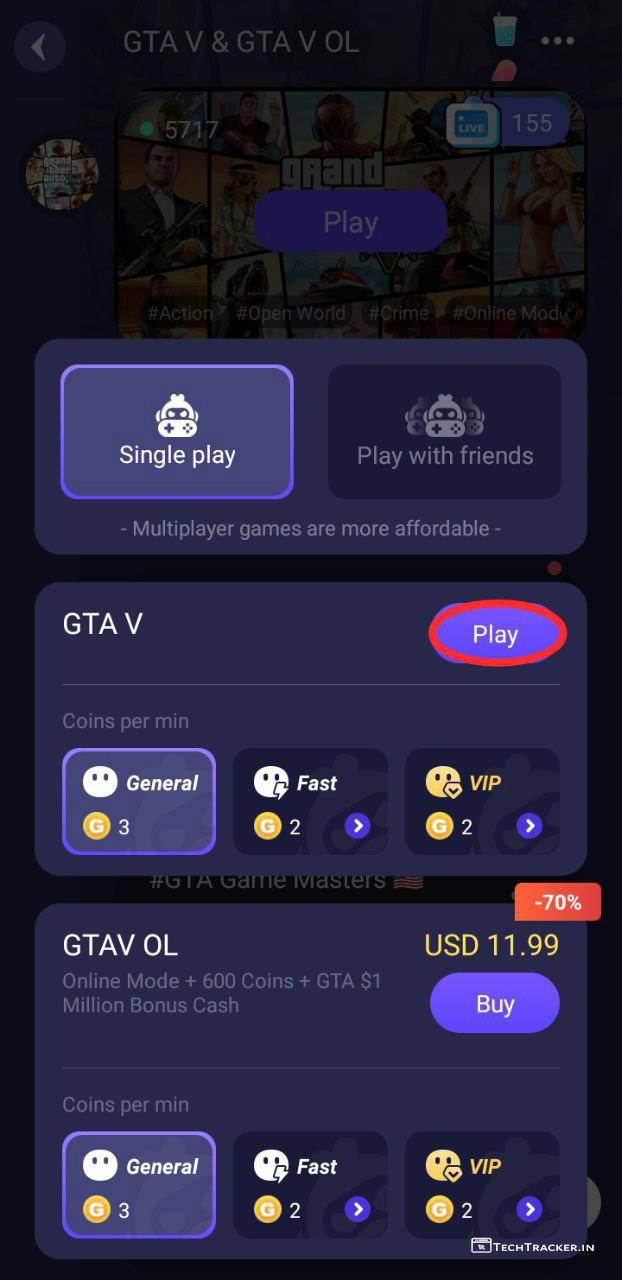 GTA V & GTA V OL
5717
LIVE
155
grand
theft
auto
grand
Play
#Action
#Open World
#Crime
#Online Mod
Single play
Play with friends
- Multiplayer games are more affordable -
GTA V
Play
Coins per min
General
Fast
VIP
G 3
G 2
G 2
#GTA Game Masters
-70%
GTAV OL
USD 11.99
Online Mode + 600 Coins + GTA $1
Million Bonus Cash
Buy
Coins per min
General
Fast
VIP
G 3
G 2
G 2
TECHTRACKER.IN